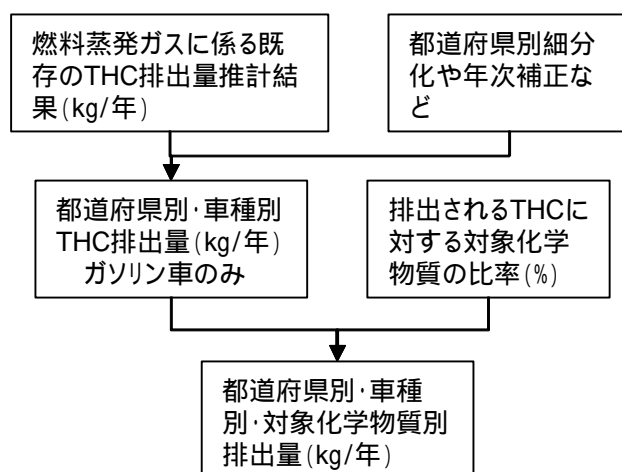 燃料蒸発ガスに係る既
存のTHC排出量推計結
果(kg/年)
都道府県別細分
化や年次補正な
ど
都道府県別･車種別
THC排出量(kg/年)
ガソリン車のみ
排出されるTHCに
対する対象化学
物質の比率(%)
都道府県別･車種
別･対象化学物質別
排出量(kg/年)